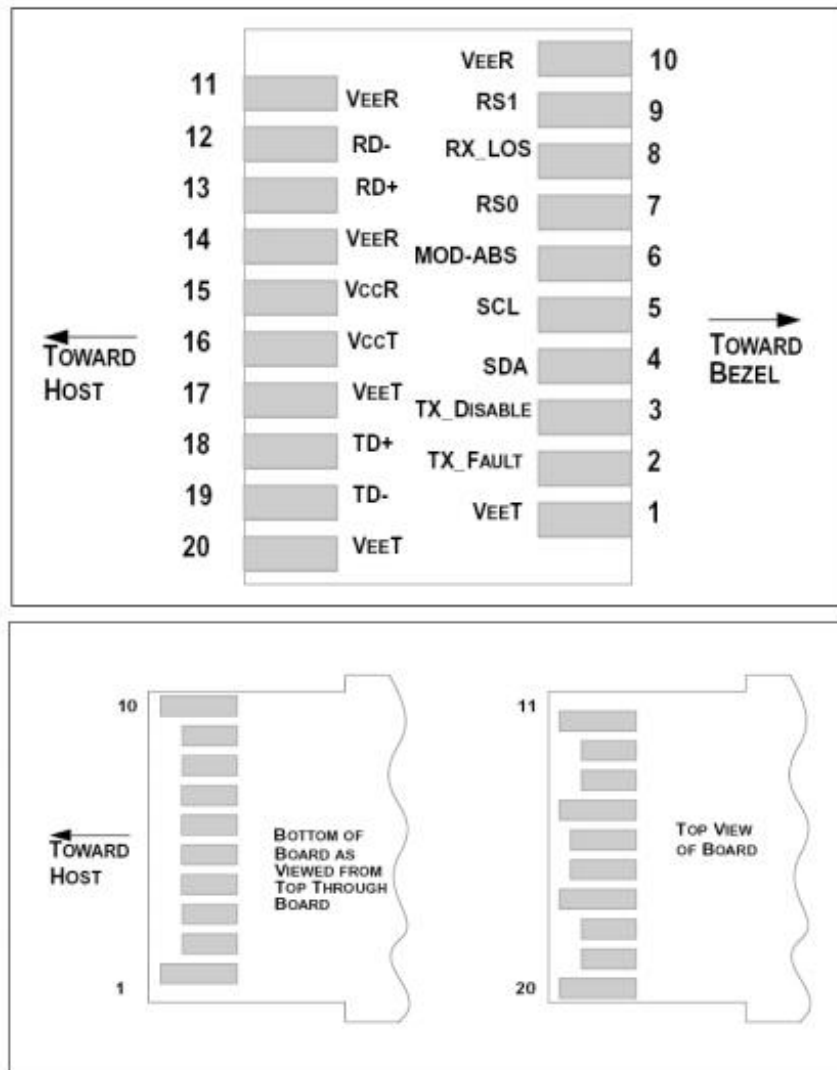 VEER 10
11 VEER
RS1 9
12 RD-
RX_LOS 8
13 RD+
RS0 7
14 VEER
MOD-ABS 6
15 VCCR
SCL 5
16 VCCT
TOWARD HOST
TOWARD BEZEL
SDA 4
17 VEET
TX_DISABLE 3
18 TD+
TX_FAULT 2
19 TD-
VEET 1
20 VEET
10
11
TOWARD
HOST
BOTTOM OF
BOARD AS
VIEWED FROM
TOP THROUGH
BOARD
TOP VIEW
OF BOARD
1
20